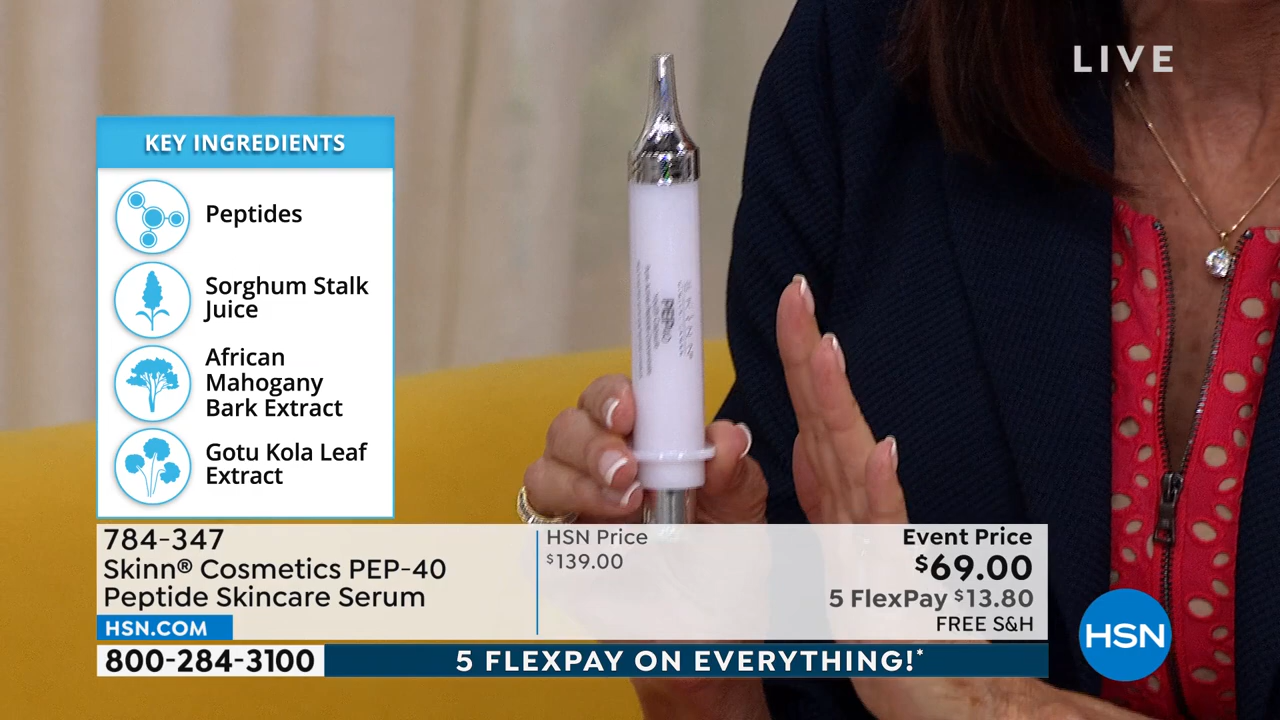 LIVE
KEY INGREDIENTS
Peptides
Sorghum Stalk
Juice
African
Mahogany
Bark Extract
Gotu Kola Leaf
Extract
PEP40
784-347
Skinn® Cosmetics PEP-40
Peptide Skincare Serum
HSN.COM
HSN Price
$139.00
Event Price
$69.00
5 FlexPay $13.80
FREE S&H
HSN
800-284-3100
5 FLEXPAY ON EVERYTHING!*